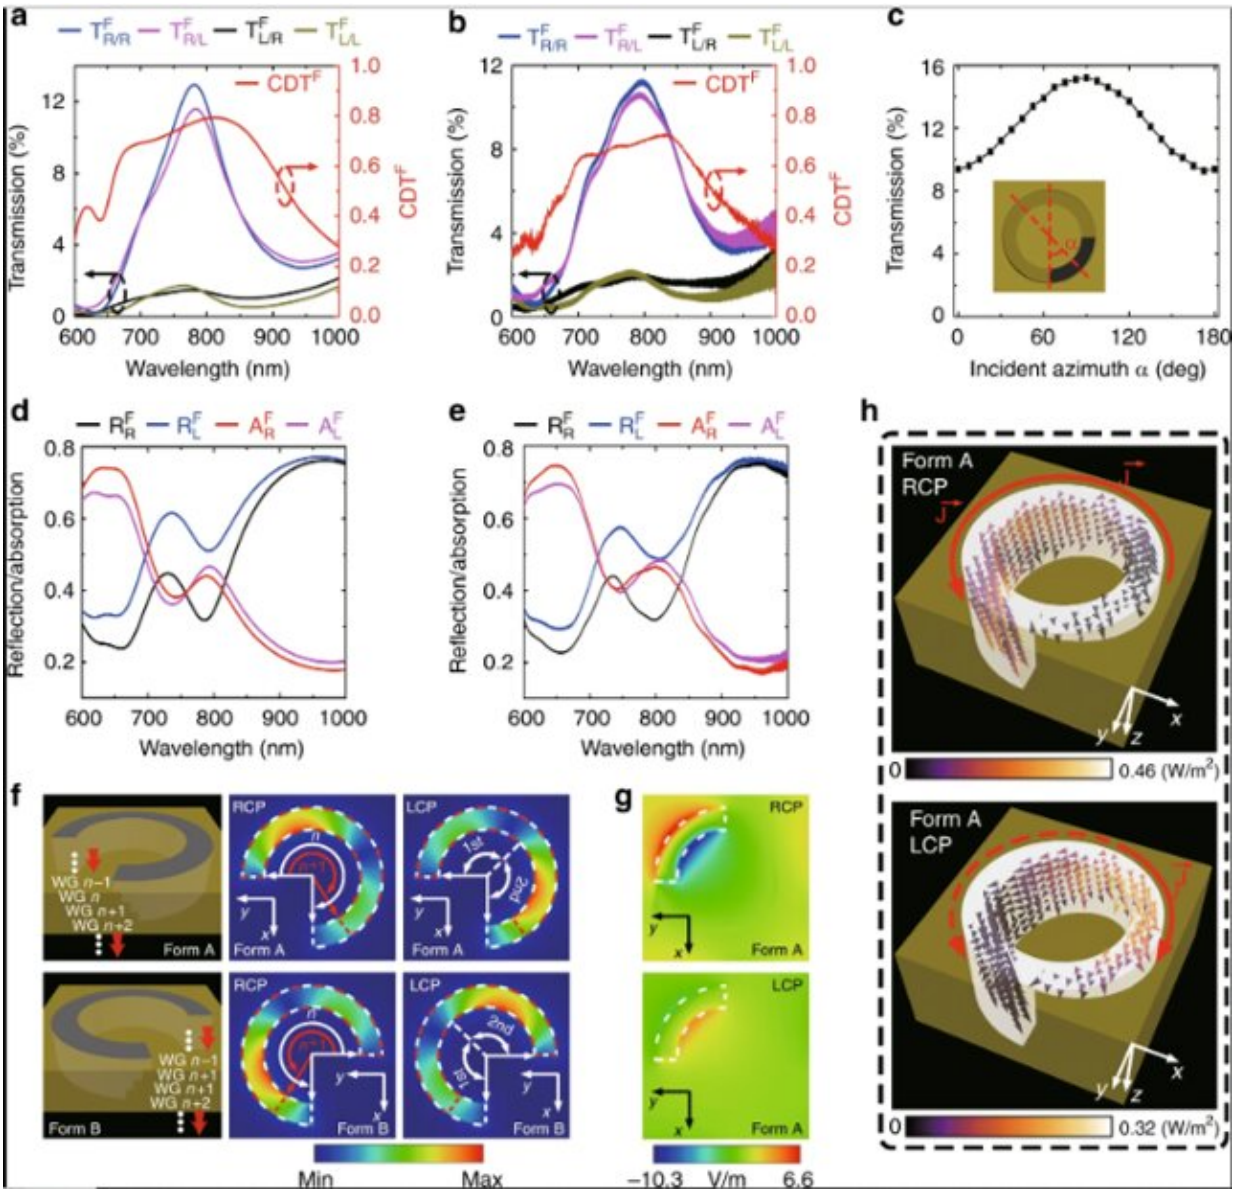 a
T^F_R/R T^F_R/L T^F_L/R T^F_L/L
CDT^F
Transmission (%)
12
8
4
0
1.0
0.8
0.6
0.4
0.2
0.0
CDT^F
600 700 800 900 1000
Wavelength (nm)
b
T^F_R/R T^F_R/L T^F_L/R T^F_L/L
CDT^F
Transmission (%)
12
8
4
0
1.0
0.8
0.6
0.4
0.2
0.0
CDT^F
600 700 800 900 1000
Wavelength (nm)
c
Transmission (%)
16
12
8
4
0
α
0 60 120 180
Incident azimuth α (deg)
d
R^F_R R^F_L A^F_R A^F_L
Reflection/absorption
0.8
0.6
0.4
0.2
600 700 800 900 1000
Wavelength (nm)
e
R^F_R R^F_L A^F_R A^F_L
Reflection/absorption
0.8
0.6
0.4
0.2
600 700 800 900 1000
Wavelength (nm)
f
WG n−1
WG n
WG n+1
WG n+2
Form A
RCP
n
n+1
y
x
Form A
LCP
1st
2nd
y
x
Form A
WG n−1
WG n+1
WG n+1
WG n+2
Form B
RCP
n
n+1
y
x
Form B
LCP
2nd
1st
y
x
Form B
Min Max
g
RCP
y
x
Form A
LCP
y
x
Form A
−10.3 V/m 6.6
h
Form A
RCP
J
J
x
y z
0 0.46 (W/m²)
Form A
LCP
J
x
y z
0 0.32 (W/m²)